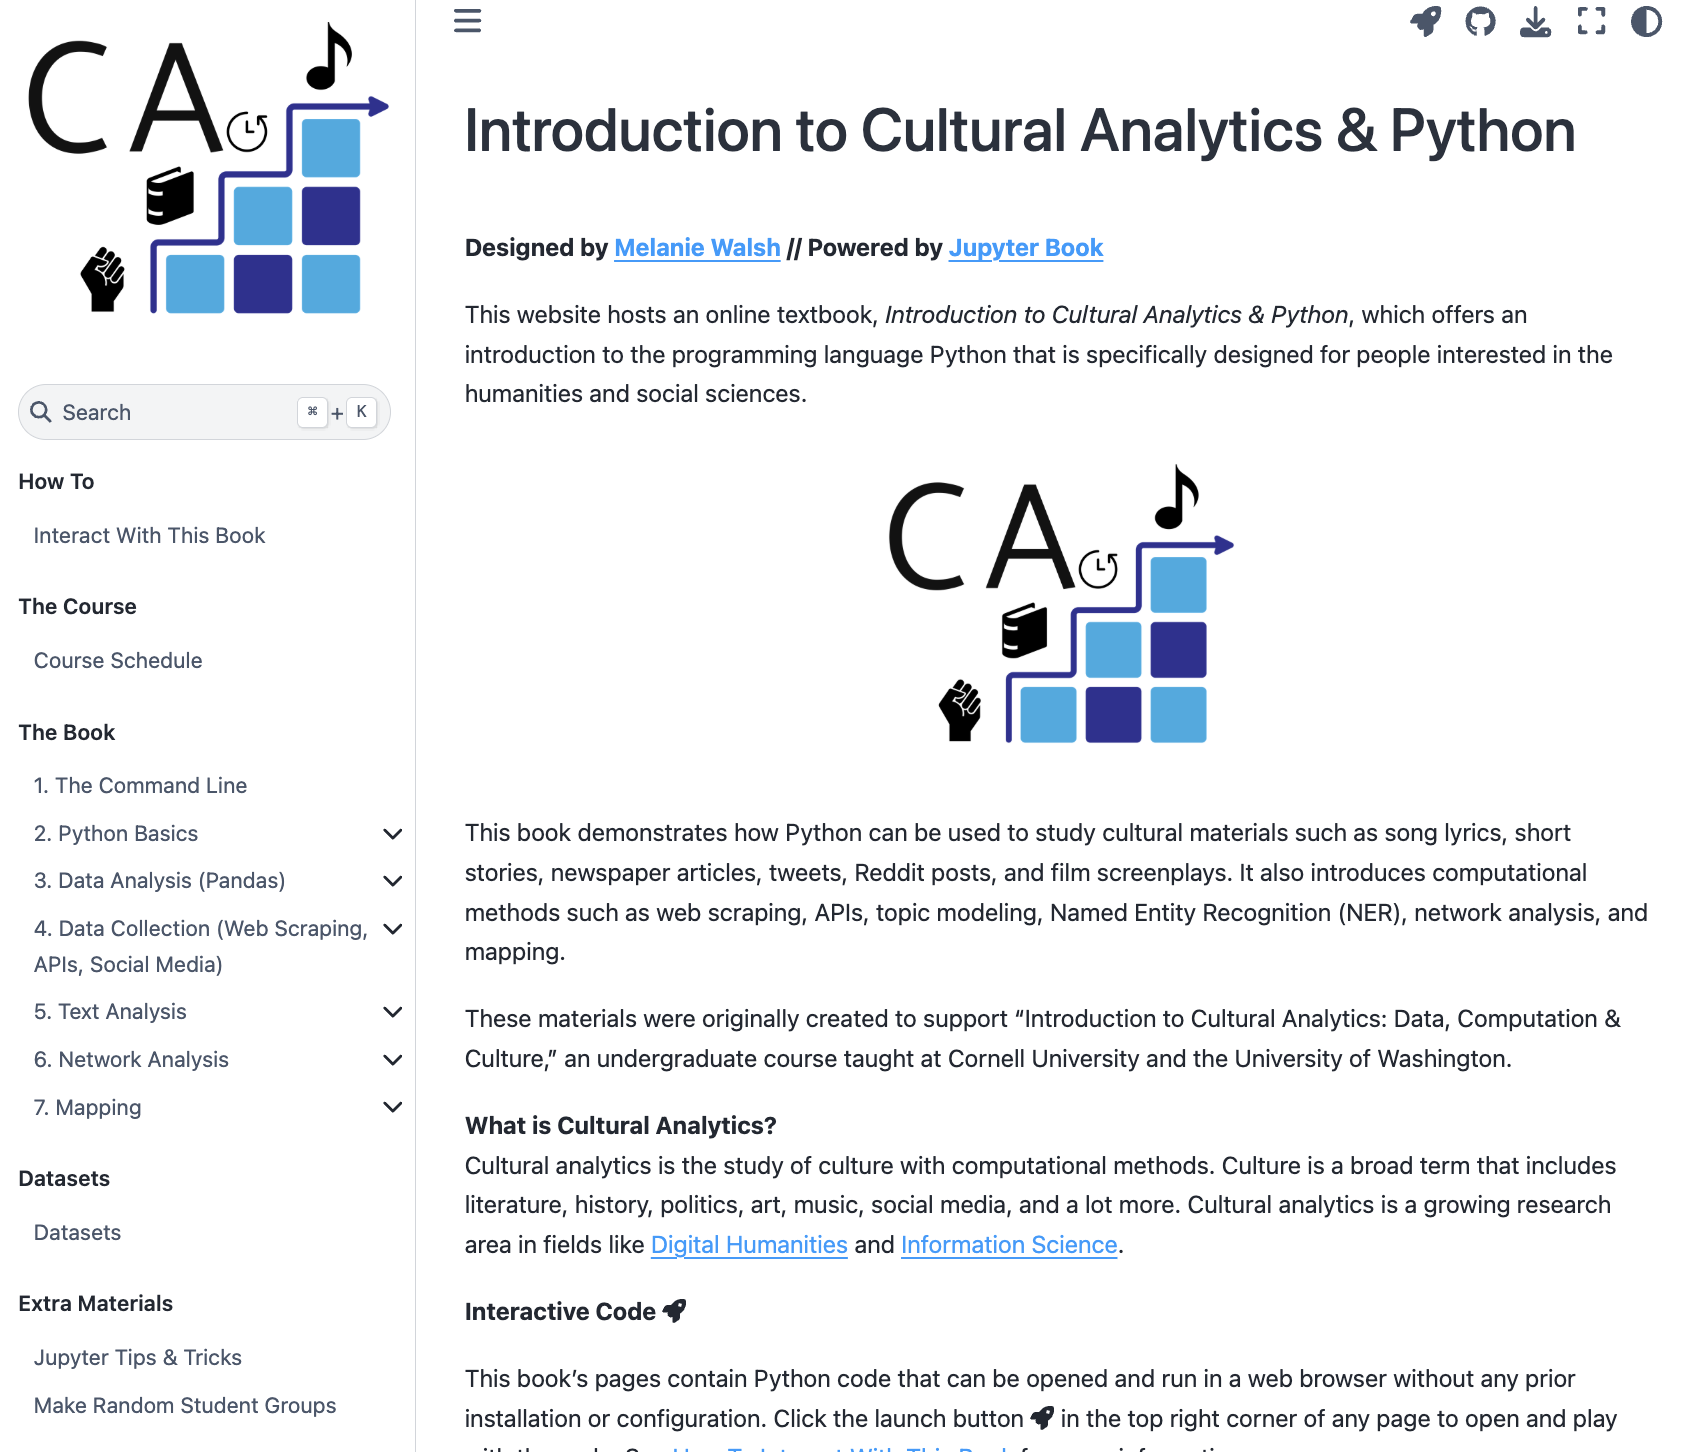 CA
Search ⌘ + K
How To
Interact With This Book
The Course
Course Schedule
The Book
1. The Command Line
2. Python Basics
3. Data Analysis (Pandas)
4. Data Collection (Web Scraping,
APIs, Social Media)
5. Text Analysis
6. Network Analysis
7. Mapping
Datasets
Datasets
Extra Materials
Jupyter Tips & Tricks
Make Random Student Groups
Introduction to Cultural Analytics & Python
Designed by Melanie Walsh // Powered by Jupyter Book
This website hosts an online textbook, Introduction to Cultural Analytics & Python, which offers an
introduction to the programming language Python that is specifically designed for people interested in the
humanities and social sciences.
CA
This book demonstrates how Python can be used to study cultural materials such as song lyrics, short
stories, newspaper articles, tweets, Reddit posts, and film screenplays. It also introduces computational
methods such as web scraping, APIs, topic modeling, Named Entity Recognition (NER), network analysis, and
mapping.
These materials were originally created to support “Introduction to Cultural Analytics: Data, Computation &
Culture,” an undergraduate course taught at Cornell University and the University of Washington.
What is Cultural Analytics?
Cultural analytics is the study of culture with computational methods. Culture is a broad term that includes
literature, history, politics, art, music, social media, and a lot more. Cultural analytics is a growing research
area in fields like Digital Humanities and Information Science.
Interactive Code
This book’s pages contain Python code that can be opened and run in a web browser without any prior
installation or configuration. Click the launch button in the top right corner of any page to open and play